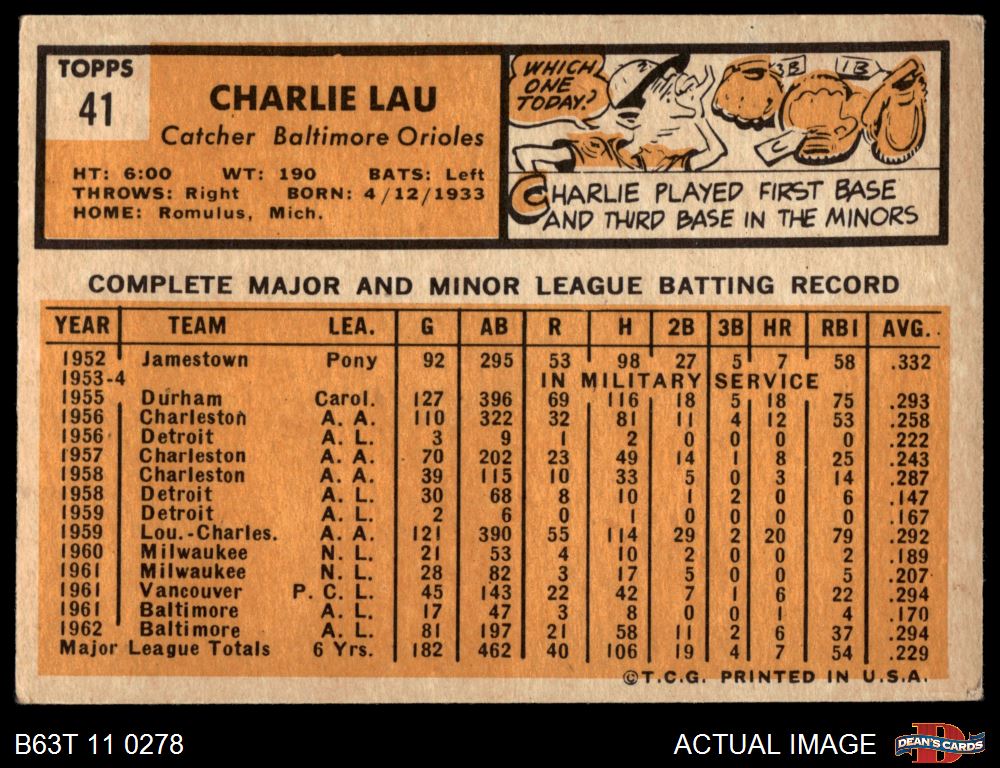 TOPPS
41
CHARLIE LAU
Catcher Baltimore Orioles
HT: 6:00 WT: 190 BATS: Left
THROWS: Right BORN: 4/12/1933
HOME: Romulus, Mich.
WHICH
ONE
TODAY?
3B 1B
C
CHARLIE PLAYED FIRST BASE
AND THIRD BASE IN THE MINORS
COMPLETE MAJOR AND MINOR LEAGUE BATTING RECORD
YEAR TEAM LEA. G AB R H 2B 3B HR RBI AVG.
1952 Jamestown Pony 92 295 53 98 27 5 7 58 .332
1953-4 IN MILITARY SERVICE
1955 Durham Carol. 127 396 69 116 18 5 18 75 .293
1956 Charleston A. A. 110 322 32 81 11 4 12 53 .258
1956 Detroit A. L. 3 9 1 2 0 0 0 0 .222
1957 Charleston A. A. 70 202 23 49 14 1 8 25 .243
1958 Charleston A. A. 39 115 10 33 5 0 3 14 .287
1958 Detroit A. L. 30 68 8 10 1 2 0 6 .147
1959 Detroit A. L. 2 6 0 1 0 0 0 0 .167
1959 Lou.-Charles. A. A. 121 390 55 114 29 2 20 79 .292
1960 Milwaukee N. L. 21 53 4 10 2 0 0 2 .189
1961 Milwaukee N. L. 28 82 3 17 5 0 0 5 .207
1961 Vancouver P. C. L. 45 143 22 42 7 1 6 22 .294
1961 Baltimore A. L. 17 47 3 8 0 0 1 4 .170
1962 Baltimore A. L. 81 197 21 58 11 2 6 37 .294
Major League Totals 6 Yrs. 182 462 40 106 19 4 7 54 .229
©T.C.G. PRINTED IN U.S.A.
B63T 11 0278
ACTUAL IMAGE
D
DEAN'S CARDS